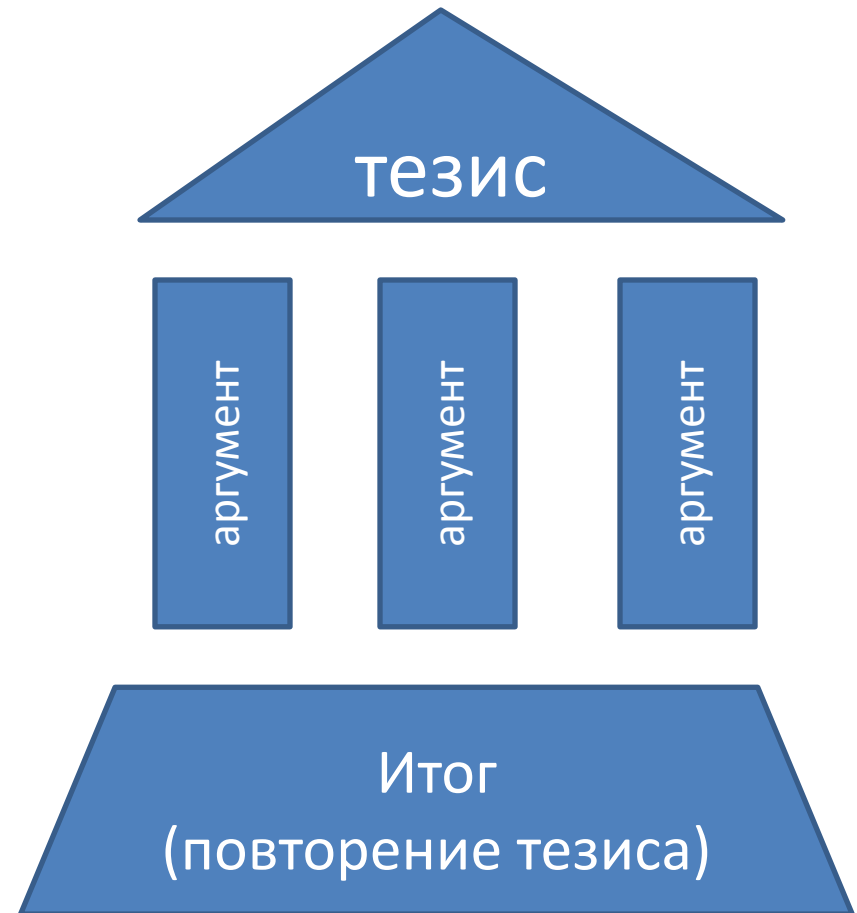 тезис
аргумент
аргумент
аргумент
Итог
(повторение тезиса)